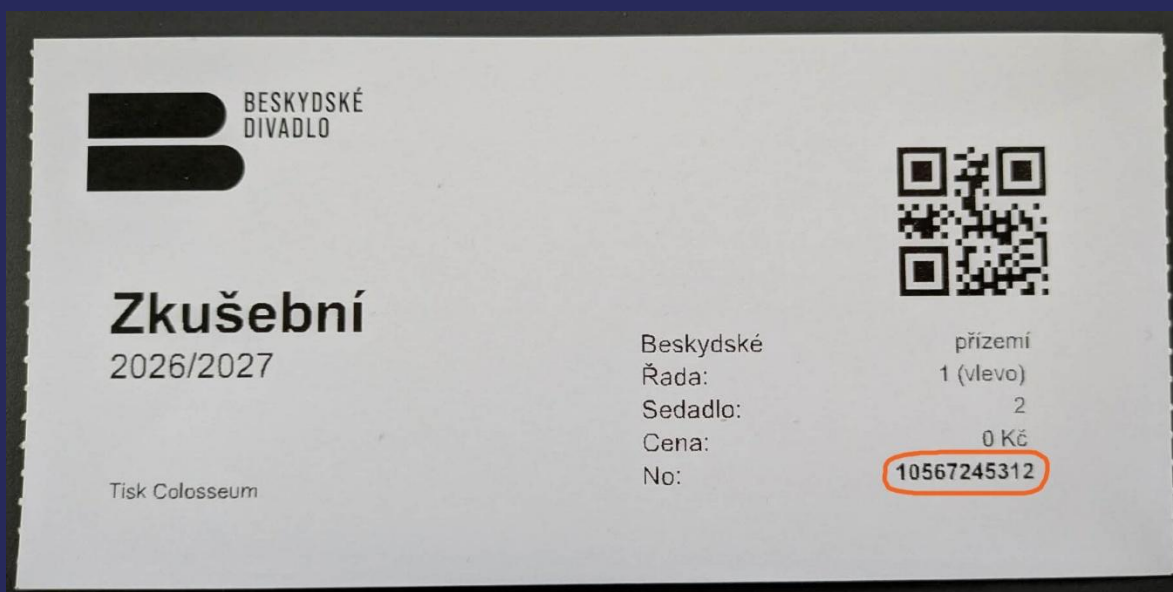 BESKYDSKÉ
DIVADLO
Zkušební
2026/2027
Beskydské přízemí
Řada: 1 (vlevo)
Sedadlo: 2
Cena: 0 Kč
No: 10567245312
Tisk Colosseum